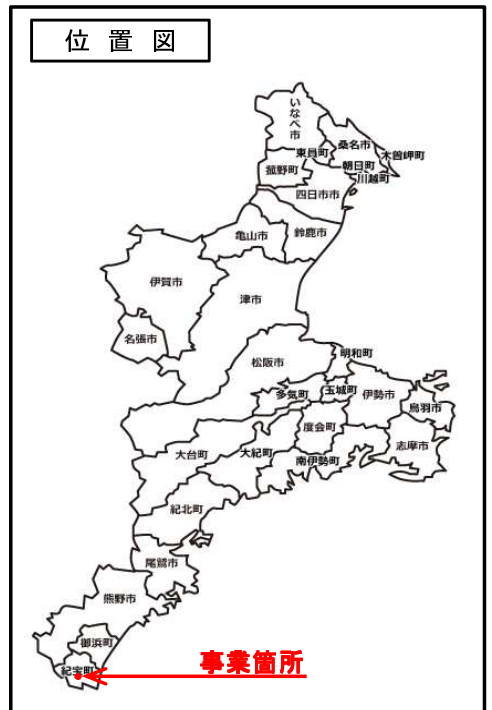 位置図
いなべ市
桑名市
木曽岬町
東員町
朝日町
川越町
菰野町
四日市市
亀山市
鈴鹿市
伊賀市
津市
名張市
松阪市
明和町
多気町
玉城町
伊勢市
鳥羽市
度会町
志摩市
大台町
大紀町
南伊勢町
紀北町
尾鷲市
熊野市
御浜町
紀宝町
事業箇所